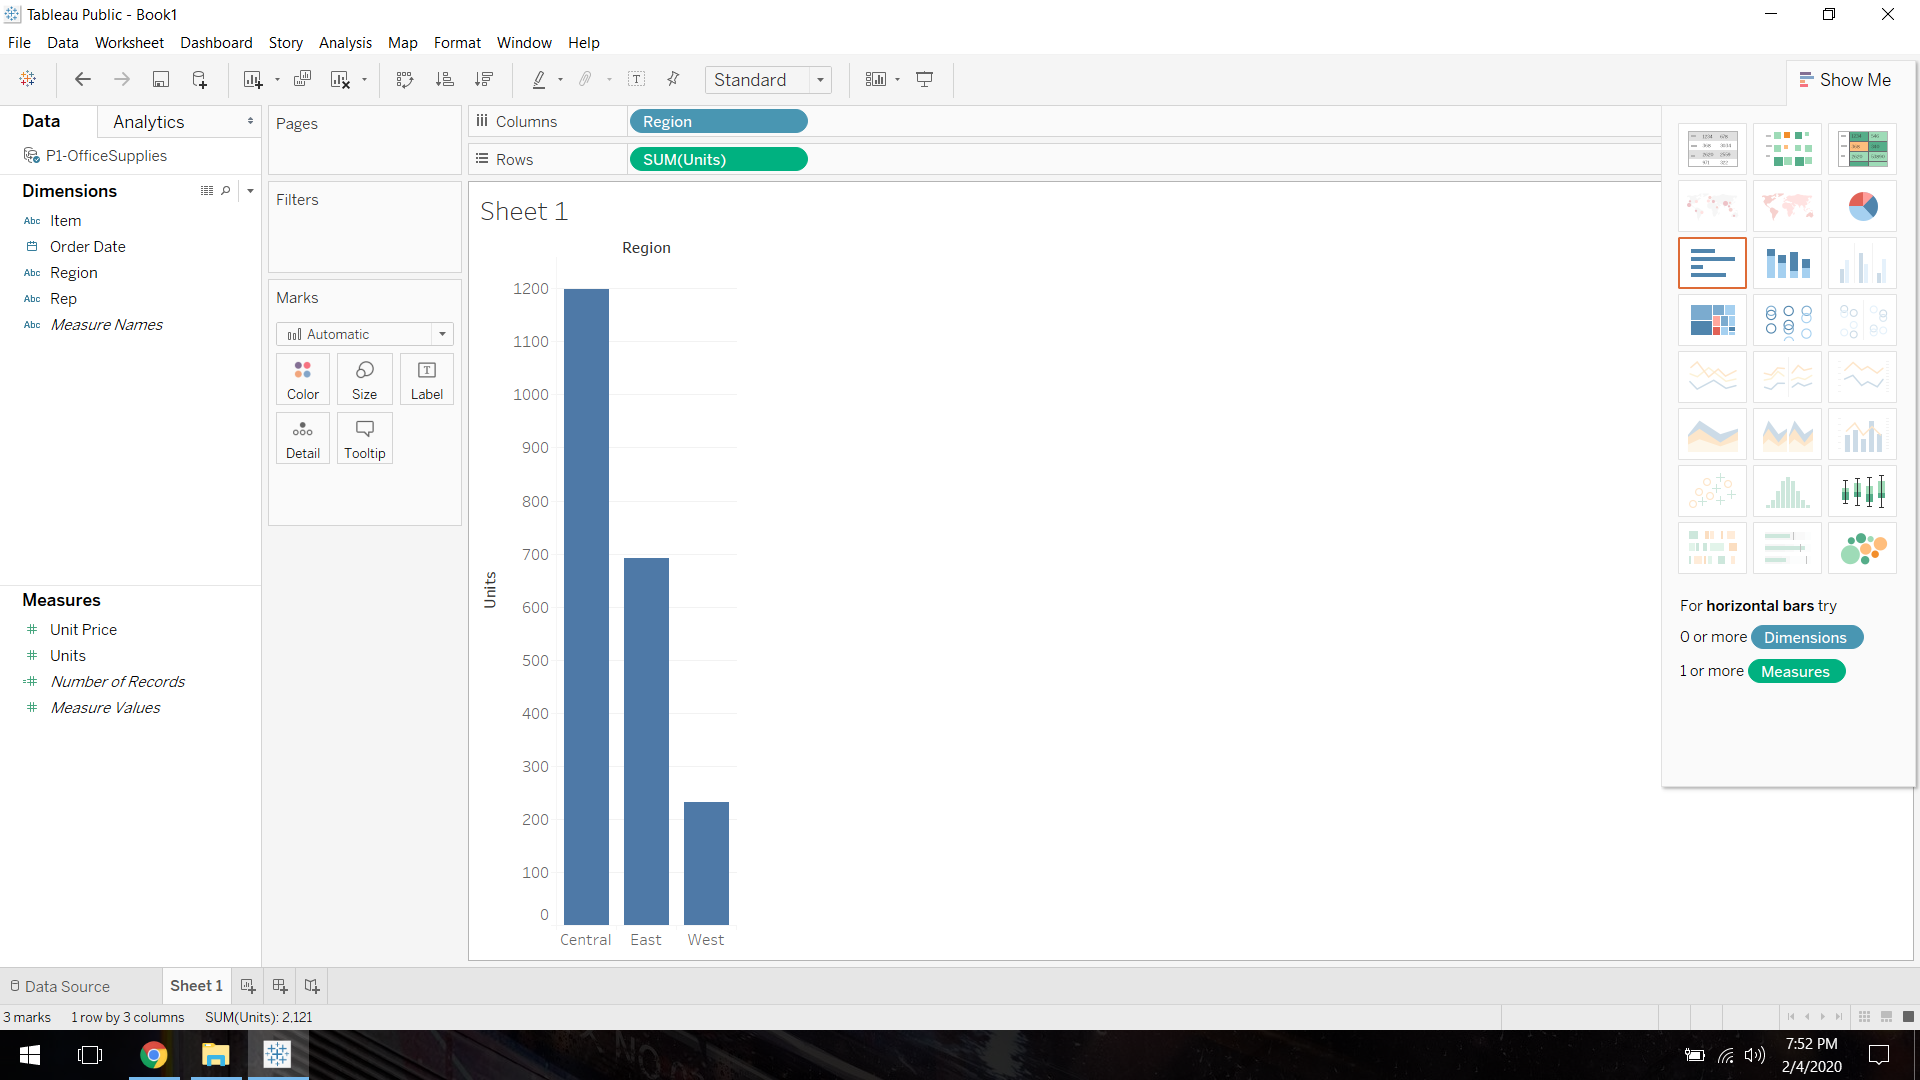 Tableau Public - Book1
File Data Worksheet Dashboard Story Analysis Map Format Window Help
Standard
Show Me
Data Analytics
P1-OfficeSupplies
Dimensions
Abc Item
Order Date
Abc Region
Abc Rep
Abc Measure Names
Measures
Unit Price
Units
Number of Records
Measure Values
Pages
Filters
Marks
Automatic
Color Size Label
Detail Tooltip
Columns Region
Rows SUM(Units)
Sheet 1
Region
Units
1200
1100
1000
900
800
700
600
500
400
300
200
100
0
Central East West
For horizontal bars try
0 or more Dimensions
1 or more Measures
Data Source Sheet 1
3 marks 1 row by 3 columns SUM(Units): 2,121
7:52 PM
2/4/2020